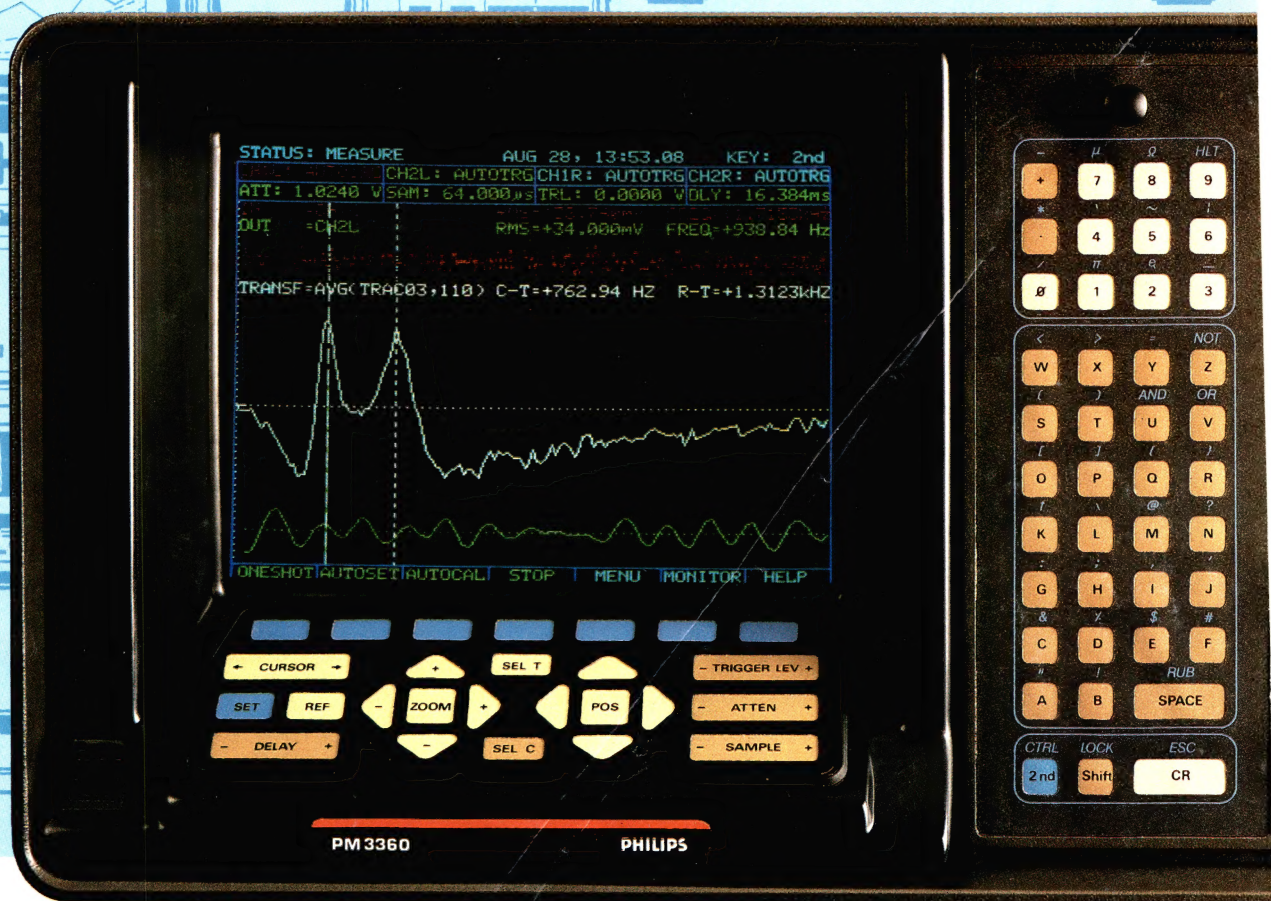 STATUS: MEASURE AUG 28, 13:53.08 KEY: 2nd
CH2L: AUTOTRG CH1R: AUTOTRG CH2R: AUTOTRG
ATT: 1.0240 V SAM: 64.000µs TRL: 0.0000 V DLY: 16.384ms
OUT =CH2L RMS=+34.000mV FREQ=+938.84 Hz
TRANSF=AVG(TRAC03,110) C-T=+762.94 HZ R-T=+1.3123kHZ
ONESHOT AUTOSET AUTOCAL STOP MENU MONITOR HELP
← CURSOR → + SEL T - TRIGGER LEV +
SET REF - ZOOM + POS - ATTEN +
- DELAY + - SEL C - SAMPLE +
PM 3360 PHILIPS
- µ Ω HLT
+ 7 8 9
* ~
· 4 5 6
/ π e
Ø 1 2 3
< > = NOT
W X Y Z
( ) AND OR
S T U V
[ ]
O P Q R
\ @ ?
K L M N
G H I J
& $ #
C D E F
" ! RUB
A B SPACE
CTRL LOCK ESC
2nd Shift CR